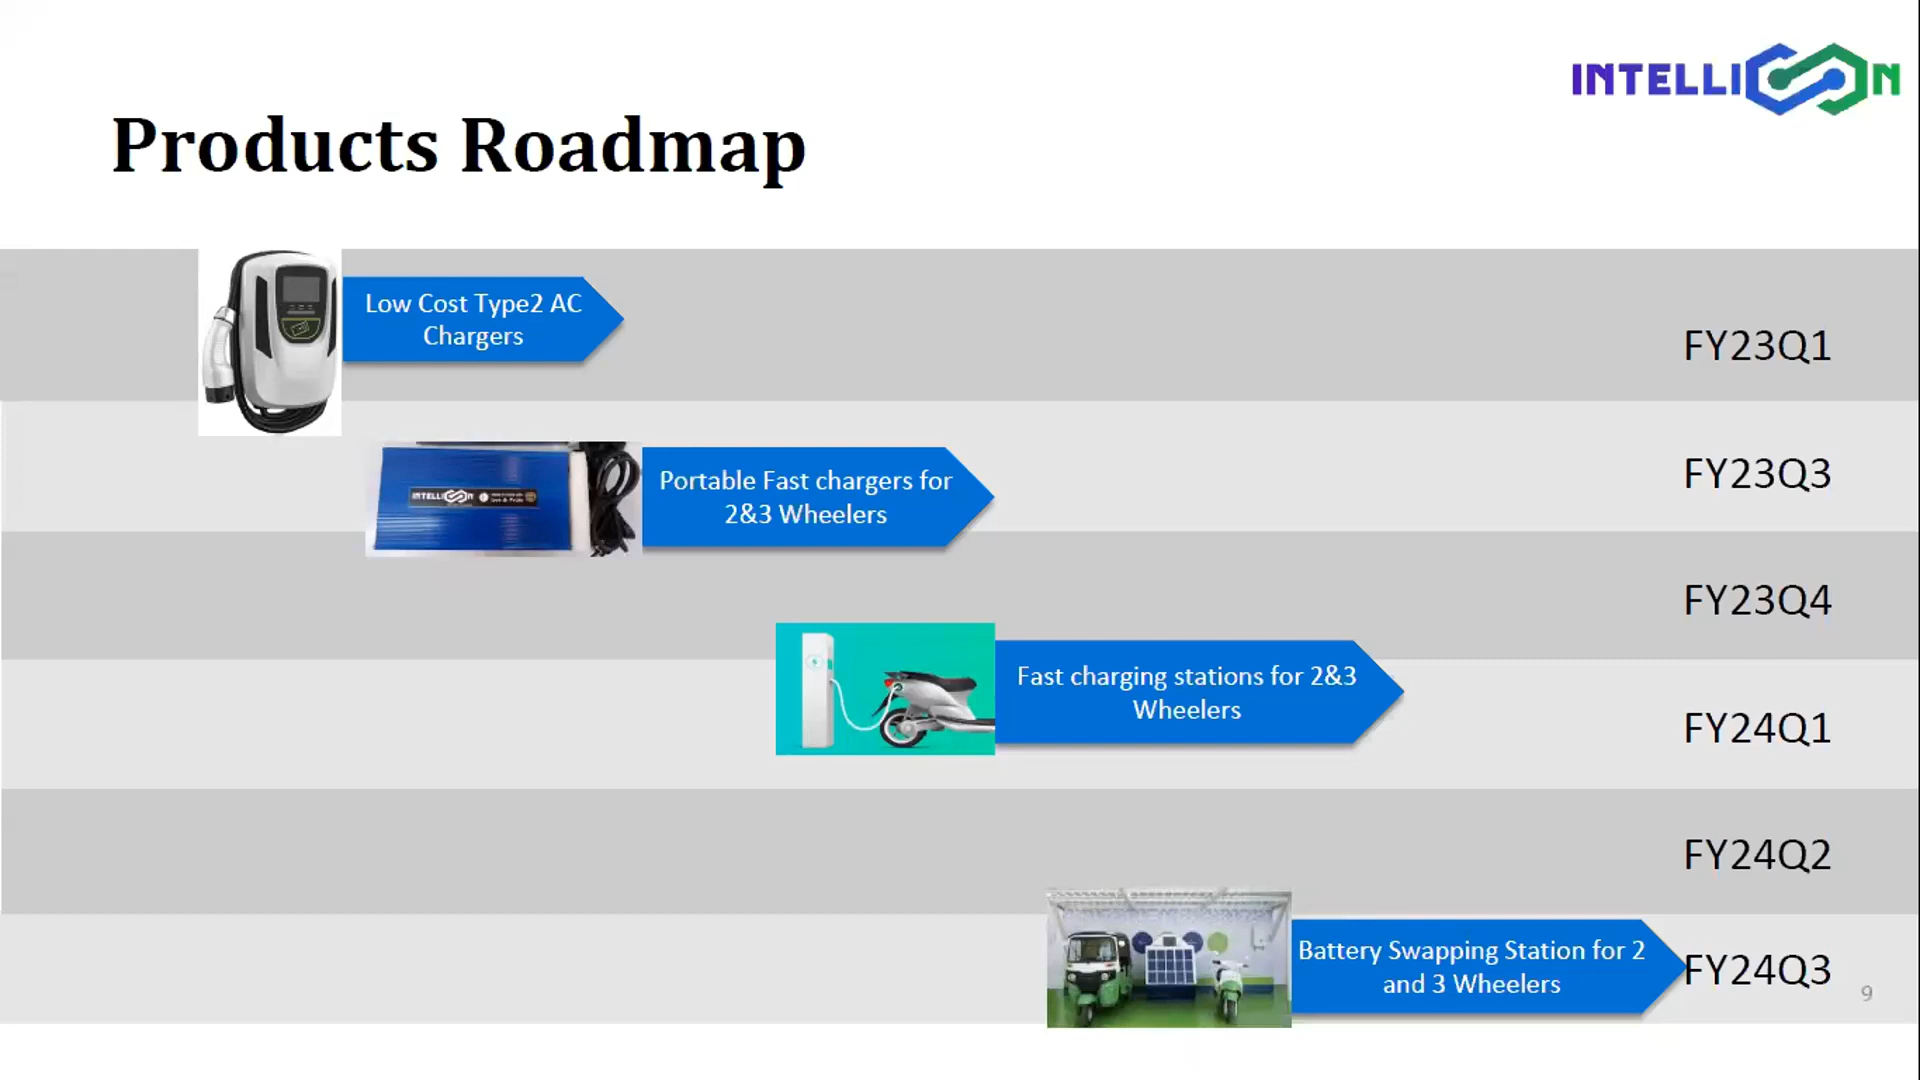 INTELLICON
Products Roadmap
Low Cost Type2 AC
Chargers
FY23Q1
INTELLICON
Portable Fast chargers for
2&3 Wheelers
FY23Q3
FY23Q4
Fast charging stations for 2&3
Wheelers
FY24Q1
FY24Q2
Battery Swapping Station for 2
and 3 Wheelers
FY24Q3
9